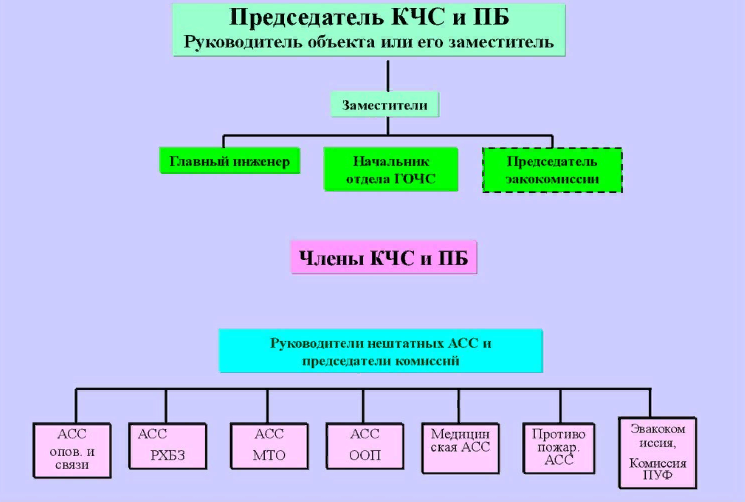 Председатель КЧС и ПБ
Руководитель объекта или его заместитель
Заместители
Главный инженер
Начальник
отдела ГОЧС
Председатель
эвакокомиссии
Члены КЧС и ПБ
Руководители нештатных АСС и
председатели комиссий
АСС
опов. и
связи
АСС
РХБЗ
АСС
МТО
АСС
ООП
Медицин
ская АСС
Противо
пожар.
АСС
Эвакоком
иссия,
Комиссия
ПУФ